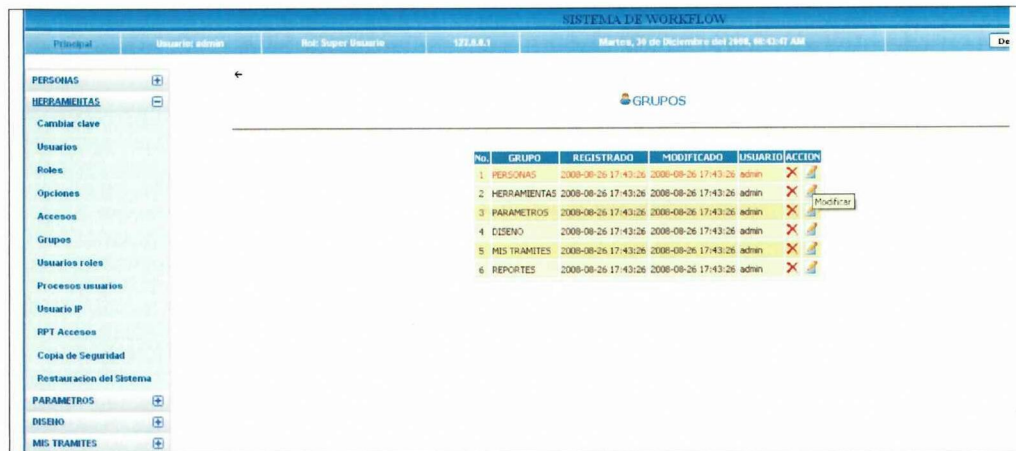 SISTEMA DE WORKFLOW
Principal Usuario: admin Rol: Super Usuario 127.0.0.1 Martes, 30 de Diciembre del 2008, 08:43:47 AM De
PERSONAS
HERRAMIENTAS
Cambiar clave
Usuarios
Roles
Opciones
Accesos
Grupos
Usuarios roles
Procesos usuarios
Usuario IP
RPT Accesos
Copia de Seguridad
Restauracion del Sistema
PARAMETROS
DISENO
MIS TRAMITES
GRUPOS
No. GRUPO REGISTRADO MODIFICADO USUARIO ACCION
1 PERSONAS 2008-08-26 17:43:26 2008-08-26 17:43:26 admin
2 HERRAMIENTAS 2008-08-26 17:43:26 2008-08-26 17:43:26 admin
Modificar
3 PARAMETROS 2008-08-26 17:43:26 2008-08-26 17:43:26 admin
4 DISENO 2008-08-26 17:43:26 2008-08-26 17:43:26 admin
5 MIS TRAMITES 2008-08-26 17:43:26 2008-08-26 17:43:26 admin
6 REPORTES 2008-08-26 17:43:26 2008-08-26 17:43:26 admin